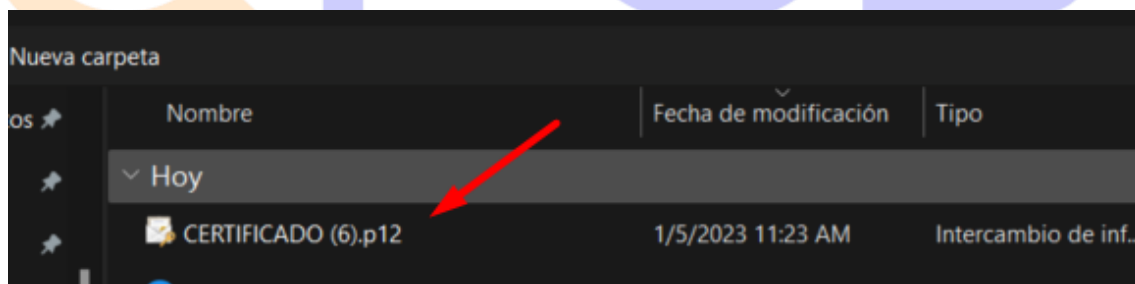 Nueva carpeta
os
Nombre
Fecha de modificación
Tipo
Hoy
CERTIFICADO (6).p12
1/5/2023 11:23 AM
Intercambio de inf...